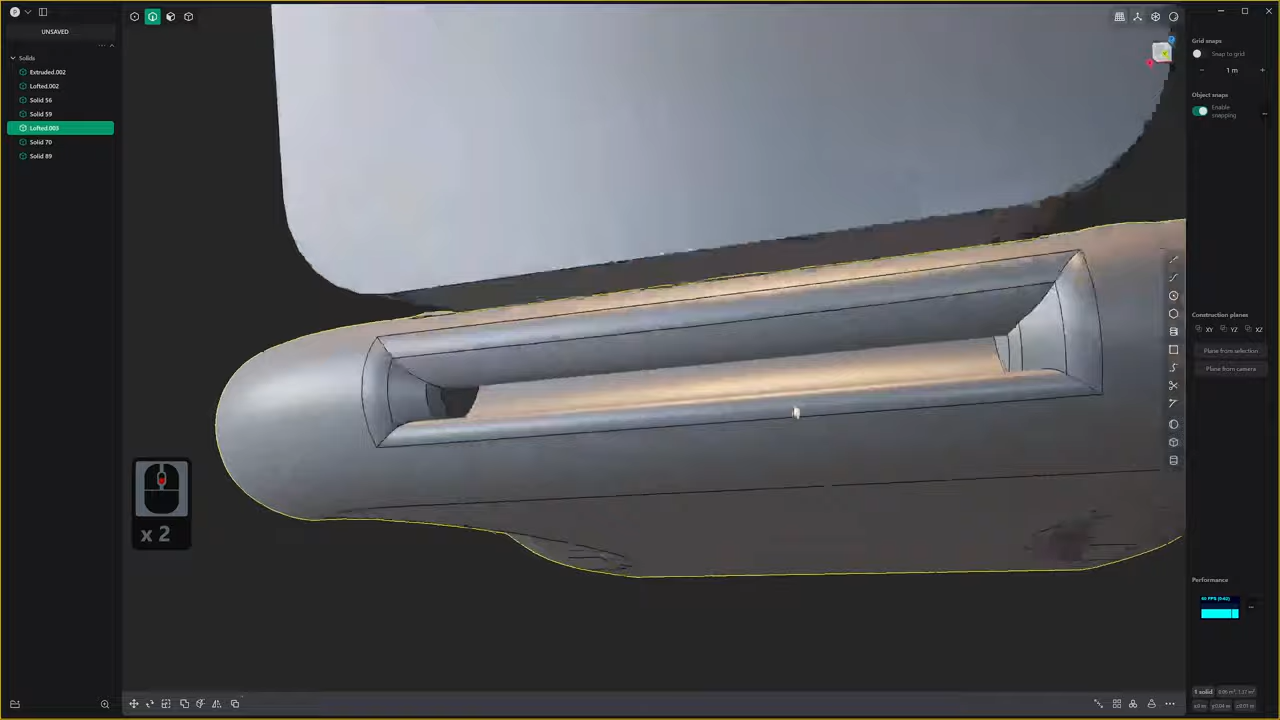 UNSAVED
Solids
Extruded.002
Lofted.002
Solid 56
Solid 59
Lofted.003
Solid 70
Solid 89
x 2
Grid snaps
Snap to grid
1 m
Object snaps
Enable
snapping
Construction planes
XY YZ XZ
Plane from selection
Plane from camera
Performance
1 solid